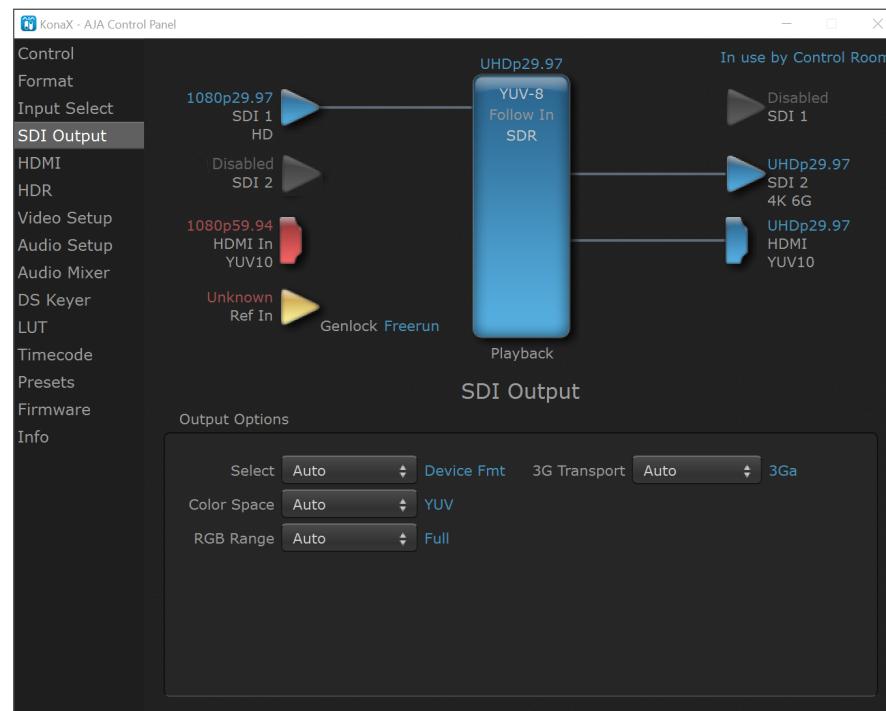 KonaX - AJA Control Panel
Control
Format
Input Select
SDI Output
HDMI
HDR
Video Setup
Audio Setup
Audio Mixer
DS Keyer
LUT
Timecode
Presets
Firmware
Info
UHDp29.97
In use by Control Room
1080p29.97
SDI 1
HD
YUV-8
Follow In
SDR
Disabled
SDI 1
Disabled
SDI 2
UHDp29.97
SDI 2
4K 6G
1080p59.94
HDMI In
YUV10
UHDp29.97
HDMI
YUV10
Unknown
Ref In
Genlock Freerun
Playback
SDI Output
Output Options
Select Auto Device Fmt 3G Transport Auto 3Ga
Color Space Auto YUV
RGB Range Auto Full